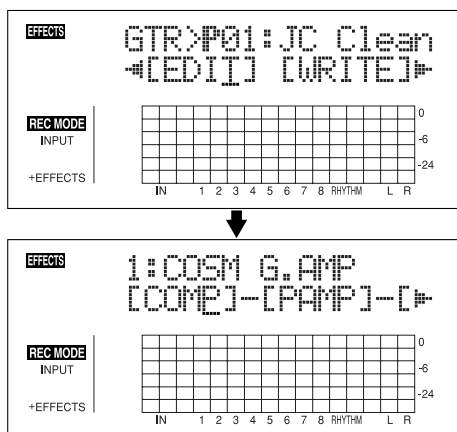 EFFECTS
GTR>P01:JC Clean
◄[EDIT] [WRITE]►
REC MODE
INPUT
+EFFECTS
0
-6
-24
IN 1 2 3 4 5 6 7 8 RHYTHM L R
EFFECTS
1:COSM G.AMP
[COMP]-[PAMP]-[►
REC MODE
INPUT
+EFFECTS
0
-6
-24
IN 1 2 3 4 5 6 7 8 RHYTHM L R